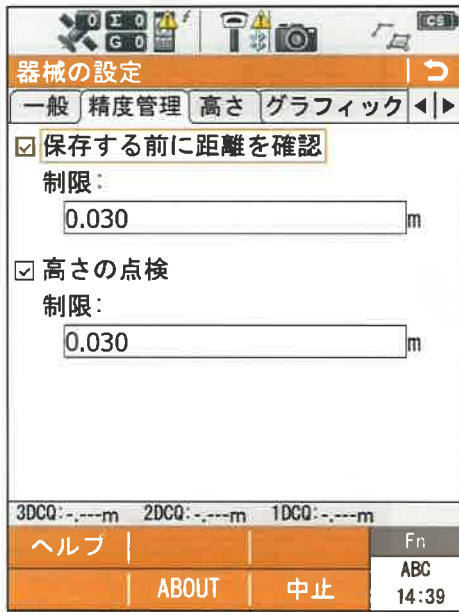 0 Σ 0
G 0
CS
器械の設定
一般 精度管理 高さ グラフィック
保存する前に距離を確認
制限:
0.030 m
高さの点検
制限:
0.030 m
3DCQ:-.---m 2DCQ:-.---m 1DCQ:-.---m
ヘルプ Fn
ABOUT 中止 ABC
14:39